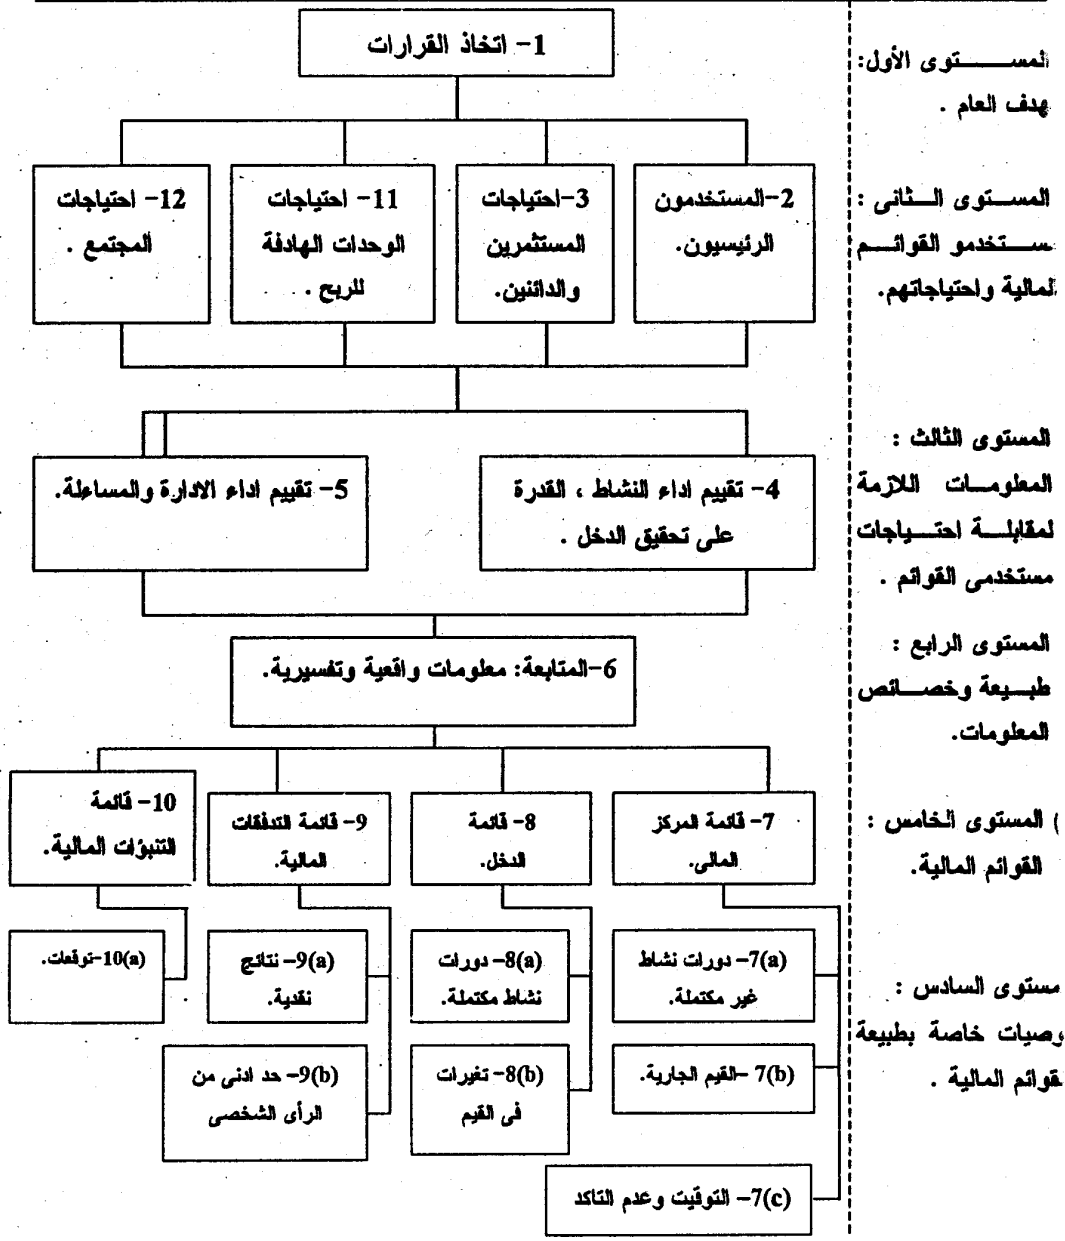 1- اتخاذ القرارات
المستوى الأول:
هدف العام .
2-المستخدمون
الرئيسيون.
3-احتياجات
المستثمرين
والدائنين.
11- احتياجات
الوحدات الهادفة
للربح .
12- احتياجات
المجتمع .
المستوى الثانى :
ستخدمو القوائم
المالية واحتياجاتهم.
4- تقييم اداء النشاط ، القدرة
على تحقيق الدخل .
5- تقييم اداء الادارة والمساءلة.
المستوى الثالث :
المعلومات اللازمة
لمقابلة احتياجات
مستخدمى القوائم .
6-المتابعة: معلومات واقعية وتفسيرية.
المستوى الرابع :
طبيعة وخصائص
المعلومات.
7- قائمة المركز
المالى.
8- قائمة
الدخل.
9- قائمة التدفقات
المالية.
10- قائمة
التنبؤات المالية.
) المستوى الخامس :
القوائم المالية.
7(a)- دورات نشاط
غير مكتملة.
8(a)- دورات
نشاط مكتملة.
9(a)- نتائج
نقدية.
10(a)-توقعات.
7(b) -القيم الجارية.
8(b)- تغيرات
فى القيم
9(b)- حد ادنى من
الرأى الشخصى
7(c)- التوقيت وعدم التاكد
مستوى السادس :
وصيات خاصة بطبيعة
قوائم المالية .